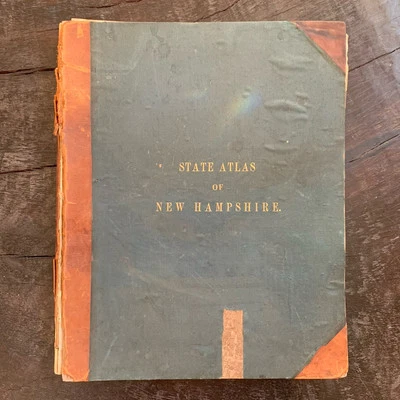 STATE ATLAS
OF
NEW HAMPSHIRE.